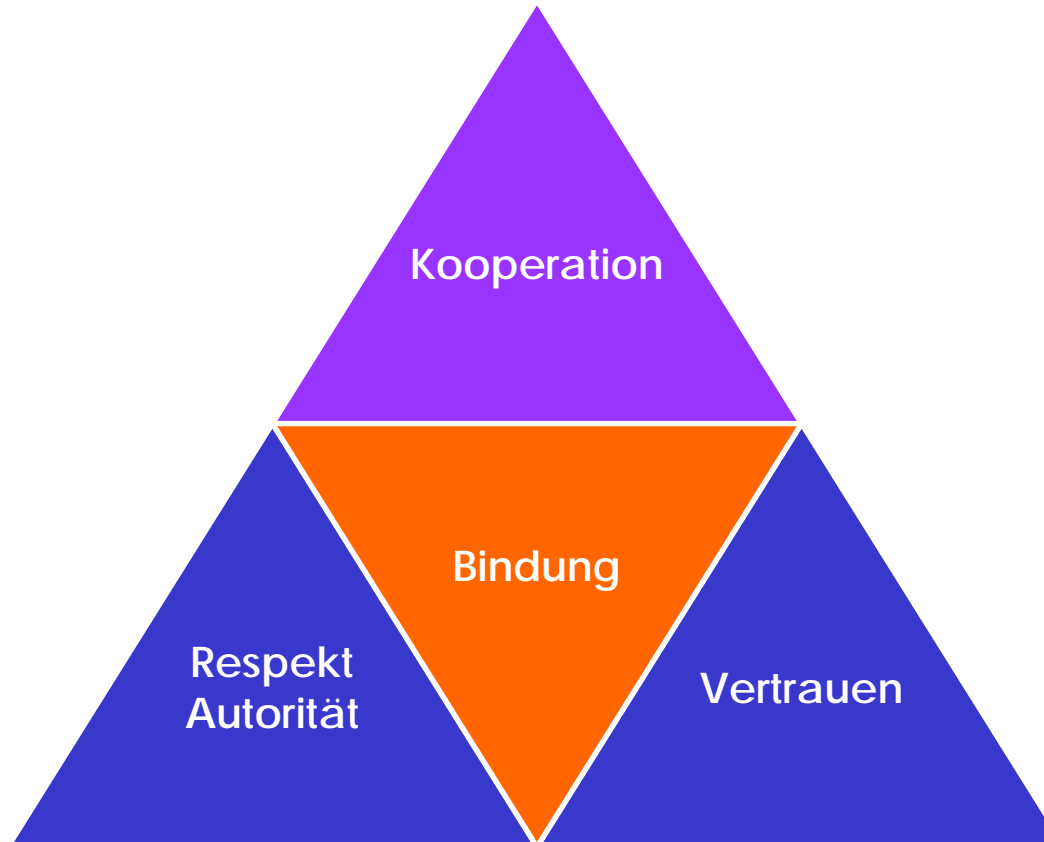 Kooperation
Bindung
Respekt
Autorität
Vertrauen